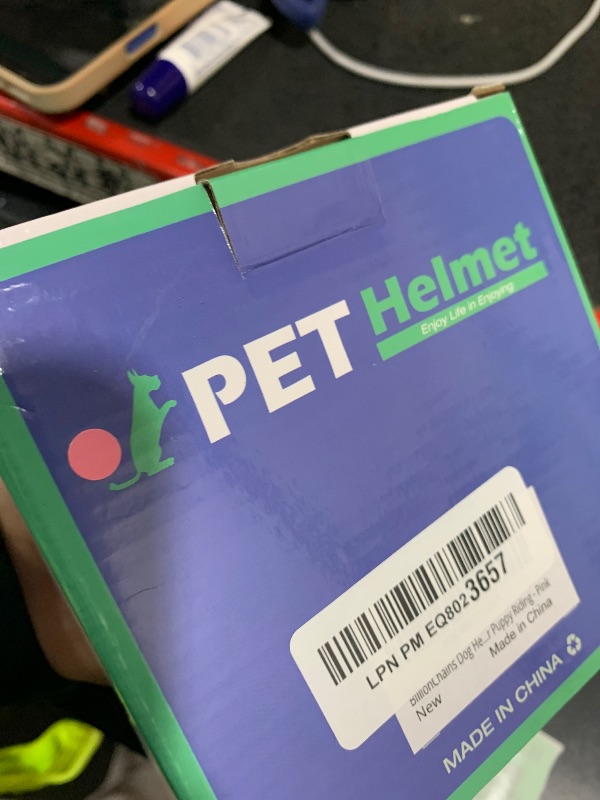 PET Helmet
Enjoy Life in Enjoying
LPN PM EQ8023657
BillionChains Dog He...r Puppy Riding - Pink
New
Made in China
MADE IN CHINA